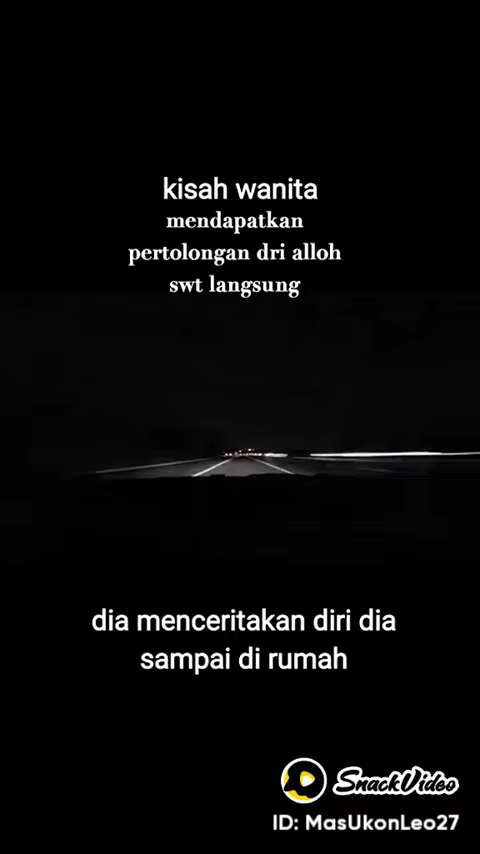 kisah wanita
mendapatkan
pertolongan dri alloh
swt langsung
dia menceritakan diri dia
sampai di rumah
SnackVideo
ID: MasUkonLeo27